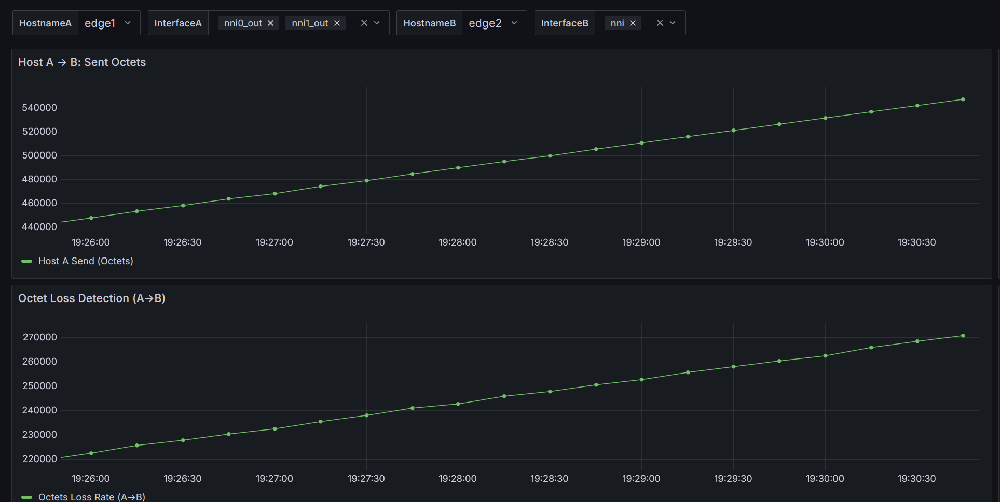 HostnameA edge1 InterfaceA nni0_out nni1_out HostnameB edge2 InterfaceB nni
Host A → B: Sent Octets
540000
520000
500000
480000
460000
440000
19:26:00 19:26:30 19:27:00 19:27:30 19:28:00 19:28:30 19:29:00 19:29:30 19:30:00 19:30:30
Host A Send (Octets)
Octet Loss Detection (A→B)
270000
260000
250000
240000
230000
220000
19:26:00 19:26:30 19:27:00 19:27:30 19:28:00 19:28:30 19:29:00 19:29:30 19:30:00 19:30:30
Octets Loss Rate (A→B)